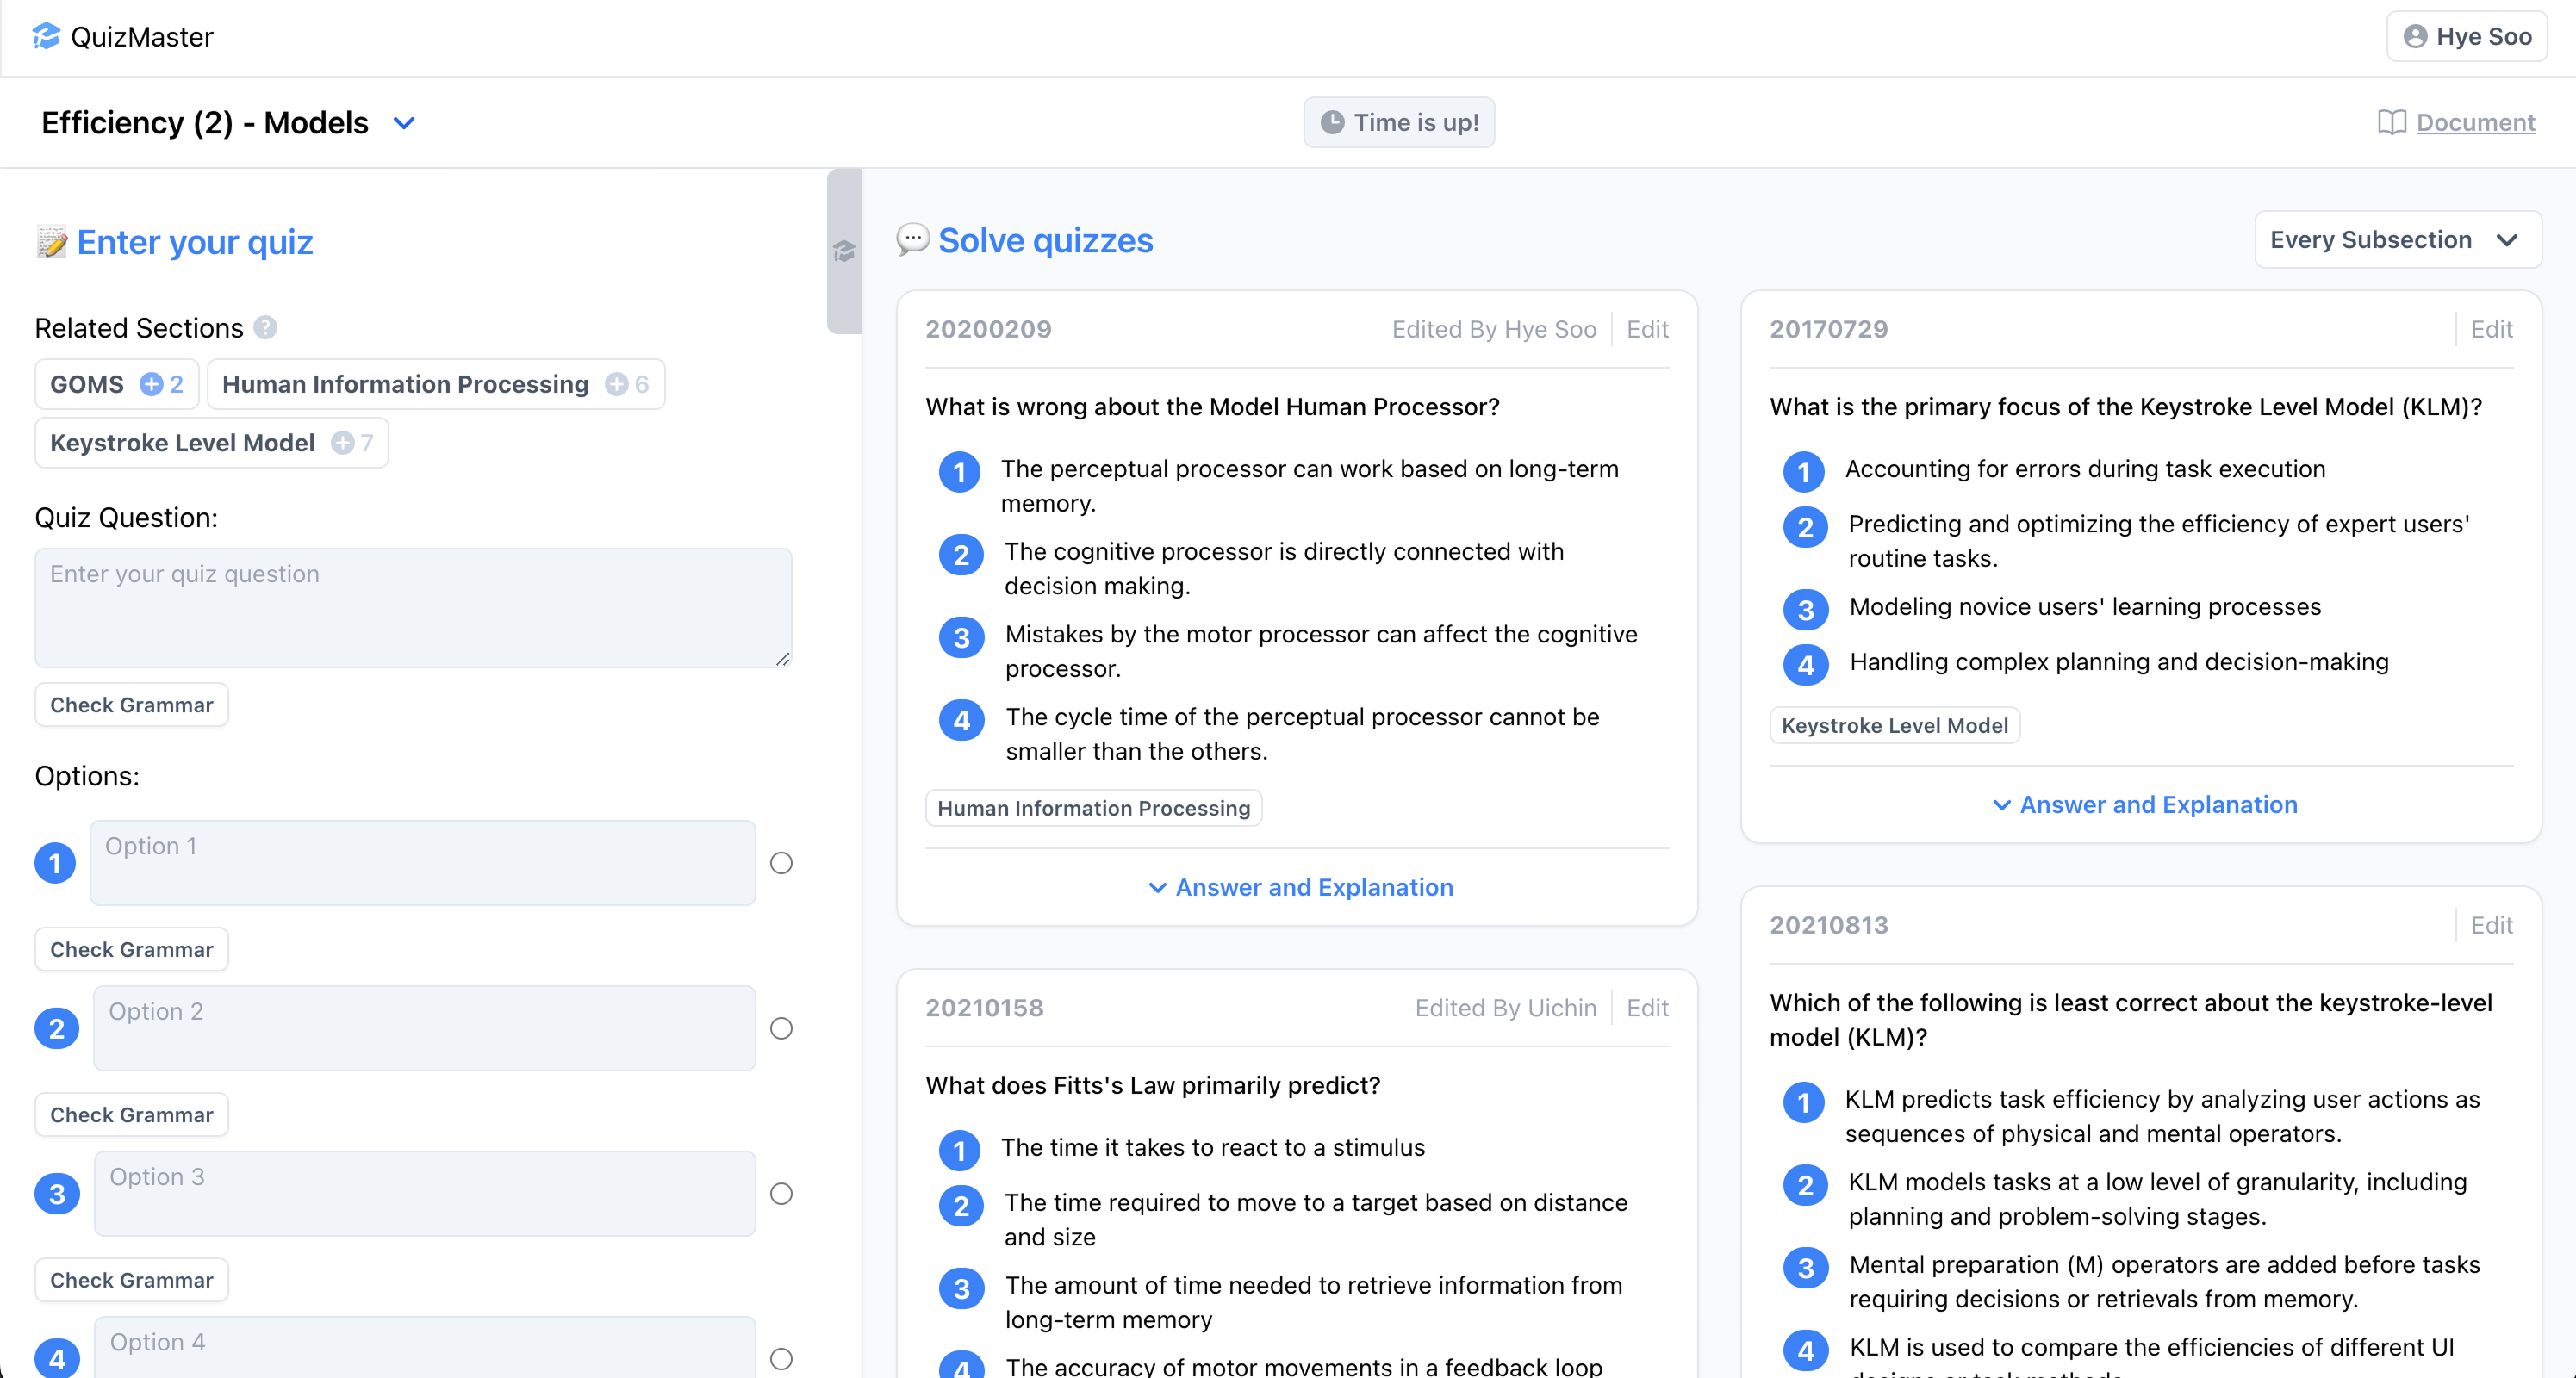 QuizMaster
Hye Soo
Efficiency (2) - Models
Time is up!
Document
Enter your quiz
Related Sections ?
GOMS 2
Human Information Processing 6
Keystroke Level Model 7
Quiz Question:
Enter your quiz question
Check Grammar
Options:
1 Option 1
Check Grammar
2 Option 2
Check Grammar
3 Option 3
Check Grammar
4 Option 4
Solve quizzes
Every Subsection
20200209
Edited By Hye Soo
Edit
What is wrong about the Model Human Processor?
1 The perceptual processor can work based on long-term
memory.
2 The cognitive processor is directly connected with
decision making.
3 Mistakes by the motor processor can affect the cognitive
processor.
4 The cycle time of the perceptual processor cannot be
smaller than the others.
Human Information Processing
Answer and Explanation
20210158
Edited By Uichin
Edit
What does Fitts's Law primarily predict?
1 The time it takes to react to a stimulus
2 The time required to move to a target based on distance
and size
3 The amount of time needed to retrieve information from
long-term memory
4 The accuracy of motor movements in a feedback loop
20170729
Edit
What is the primary focus of the Keystroke Level Model (KLM)?
1 Accounting for errors during task execution
2 Predicting and optimizing the efficiency of expert users'
routine tasks.
3 Modeling novice users' learning processes
4 Handling complex planning and decision-making
Keystroke Level Model
Answer and Explanation
20210813
Edit
Which of the following is least correct about the keystroke-level
model (KLM)?
1 KLM predicts task efficiency by analyzing user actions as
sequences of physical and mental operators.
2 KLM models tasks at a low level of granularity, including
planning and problem-solving stages.
3 Mental preparation (M) operators are added before tasks
requiring decisions or retrievals from memory.
4 KLM is used to compare the efficiencies of different UI